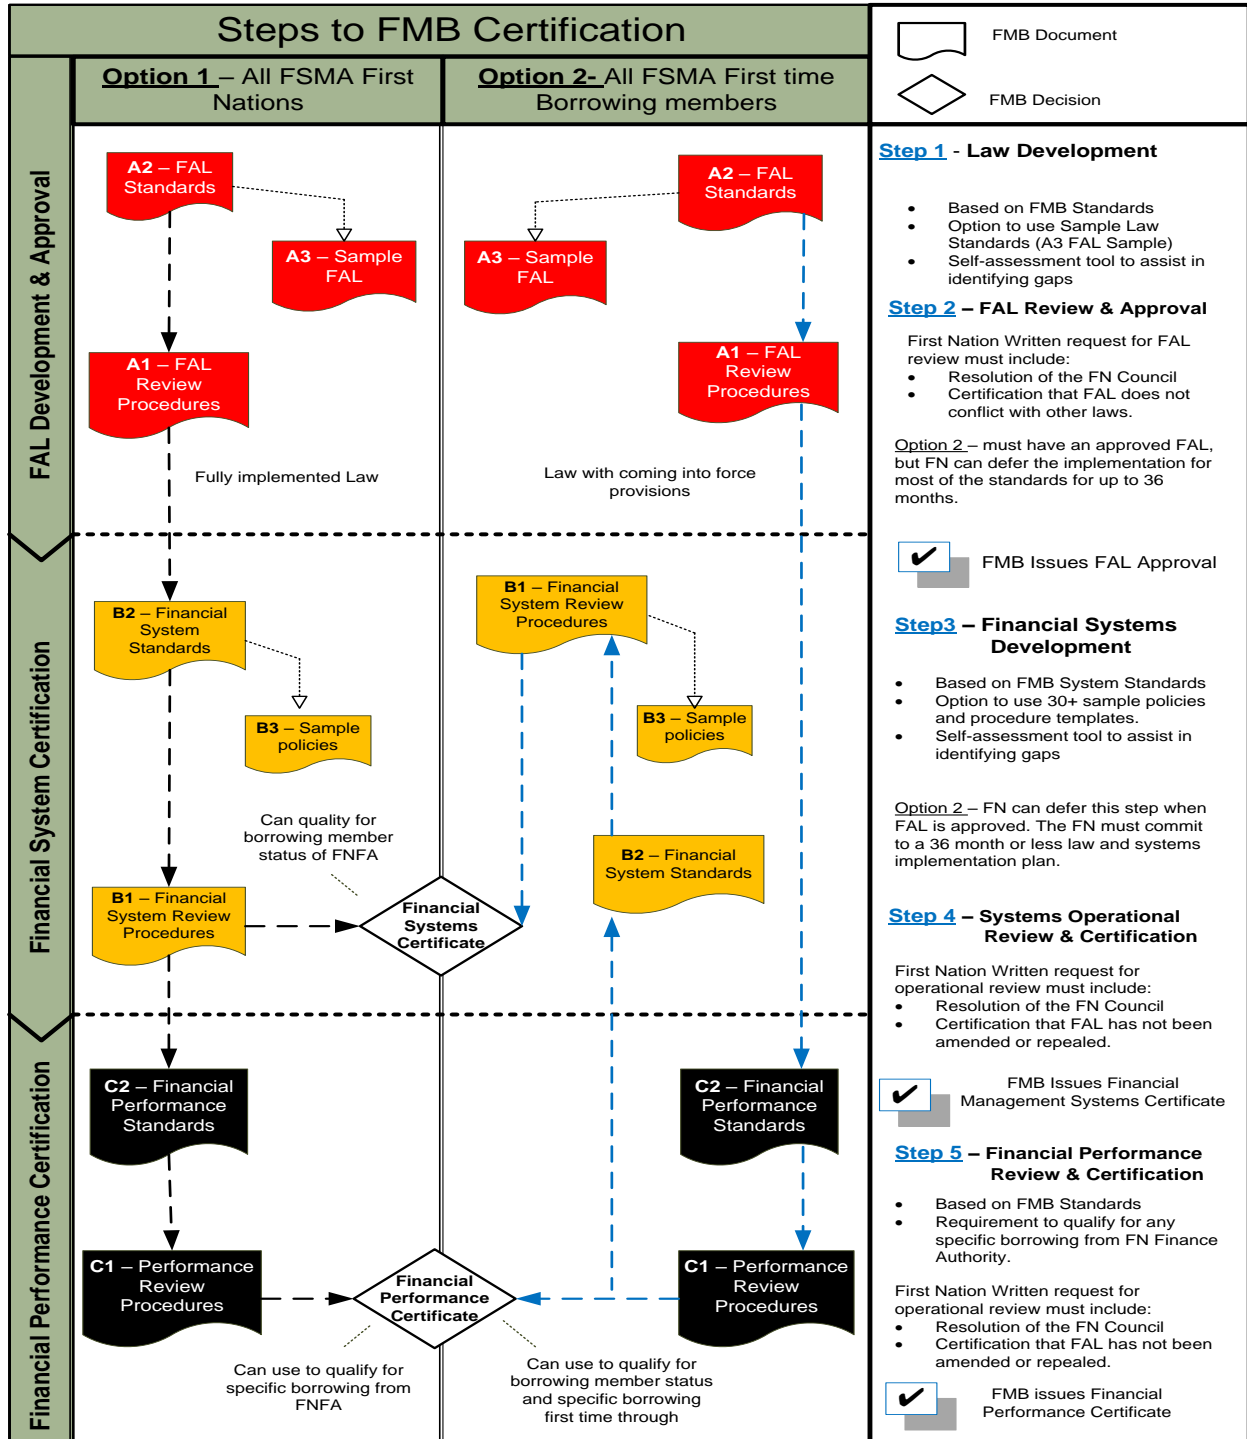 Steps to FMB Certification
Option 1 – All FSMA First
Nations
Option 2- All FSMA First time
Borrowing members
FAL Development & Approval
A2 – FAL
Standards
A3 – Sample
FAL
A1 – FAL
Review
Procedures
Fully implemented Law
A2 – FAL
Standards
A3 – Sample
FAL
A1 – FAL
Review
Procedures
Law with coming into force
provisions
Financial System Certification
B2 – Financial
System
Standards
B3 – Sample
policies
Can quality for
borrowing member
status of FNFA
B1 – Financial
System Review
Procedures
Financial
Systems
Certificate
B1 – Financial
System Review
Procedures
B3 – Sample
policies
B2 – Financial
System Standards
Financial Performance Certification
C2 – Financial
Performance
Standards
C1 – Performance
Review
Procedures
Financial
Performance
Certificate
Can use to qualify for
specific borrowing from
FNFA
C2 – Financial
Performance
Standards
C1 – Performance
Review
Procedures
Can use to qualify for
borrowing member status
and specific borrowing
first time through
FMB Document
FMB Decision
Step 1 - Law Development
• Based on FMB Standards
• Option to use Sample Law
Standards (A3 FAL Sample)
• Self-assessment tool to assist in
identifying gaps
Step 2 – FAL Review & Approval
First Nation Written request for FAL
review must include:
• Resolution of the FN Council
• Certification that FAL does not
conflict with other laws.
Option 2 – must have an approved FAL,
but FN can defer the implementation for
most of the standards for up to 36
months.
✔ FMB Issues FAL Approval
Step3 – Financial Systems
Development
• Based on FMB System Standards
• Option to use 30+ sample policies
and procedure templates.
• Self-assessment tool to assist in
identifying gaps
Option 2 – FN can defer this step when
FAL is approved. The FN must commit
to a 36 month or less law and systems
implementation plan.
Step 4 – Systems Operational
Review & Certification
First Nation Written request for
operational review must include:
• Resolution of the FN Council
• Certification that FAL has not been
amended or repealed.
✔ FMB Issues Financial
Management Systems Certificate
Step 5 – Financial Performance
Review & Certification
• Based on FMB Standards
• Requirement to qualify for any
specific borrowing from FN Finance
Authority.
First Nation Written request for
operational review must include:
• Resolution of the FN Council
• Certification that FAL has not been
amended or repealed.
✔ FMB issues Financial
Performance Certificate